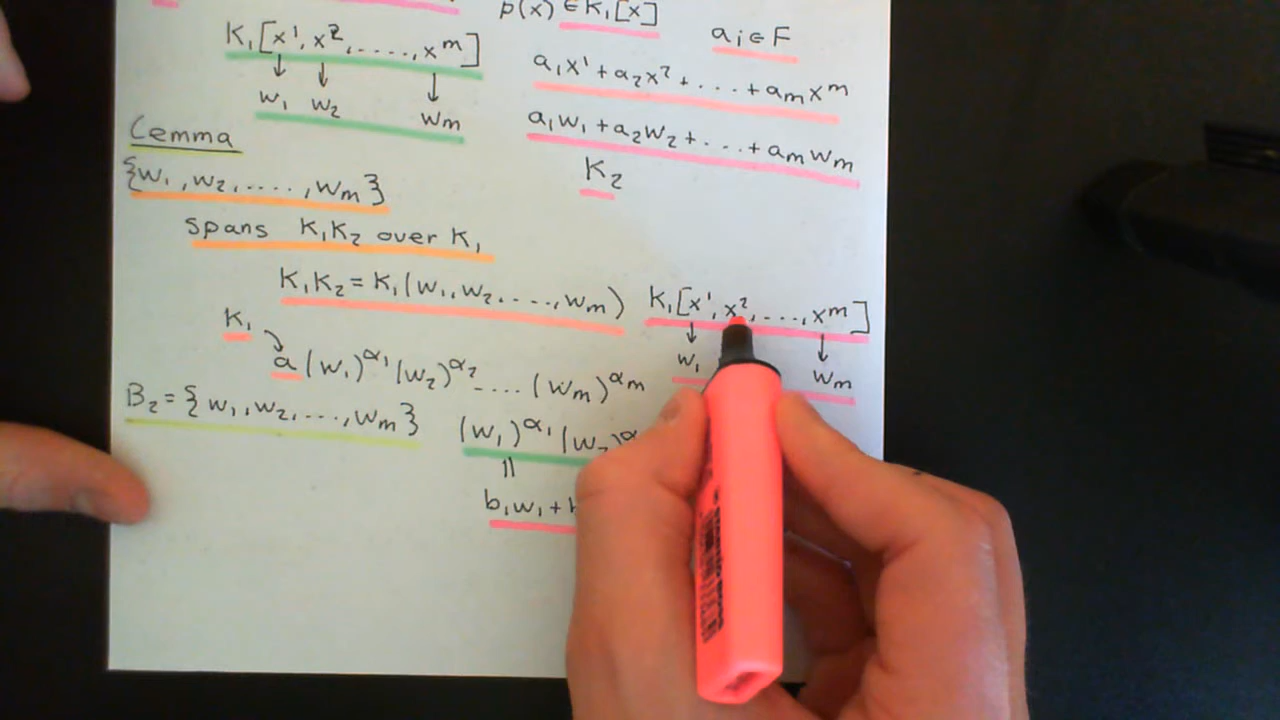 p(x) ∈ K₁[x]
K₁[x¹, x², ....., xᵐ]
aᵢ ∈ F
↓ ↓ ↓
w₁ w₂ wₘ
a₁x¹ + a₂x² + ... + aₘxᵐ
a₁w₁ + a₂w₂ + ... + aₘwₘ
K₂
Lemma
{w₁, w₂, ...., wₘ}
spans K₁K₂ over K₁
K₁K₂ = K₁(w₁, w₂ ...., wₘ)
K₁[x¹, x², ...., xᵐ]
↓ ↓
w₁ wₘ
K₁
a(w₁)^α₁ (w₂)^α₂ .... (wₘ)^αₘ
B₂ = {w₁, w₂, ..., wₘ}
(w₁)^α₁ (w₂)^α
||
b₁w₁ +